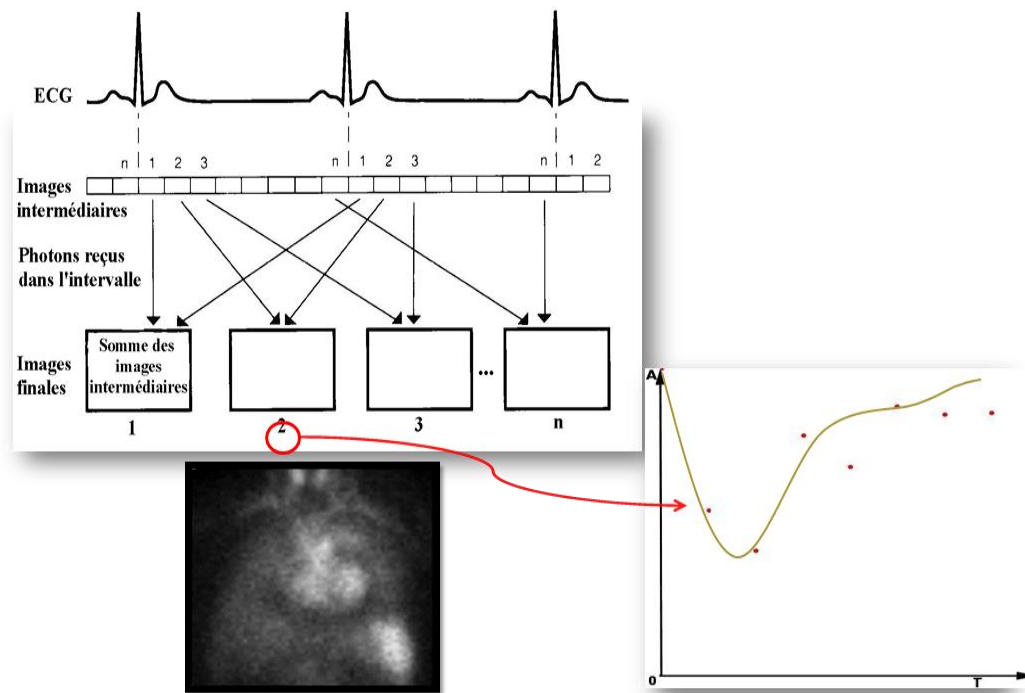 ECG
n 1 2 3 n 1 2 3 n 1 2
Images
intermédiaires
Photons reçus
dans l'intervalle
Images
finales
Somme des
images
intermédiaires
...
1 2 3 n
A
0
T